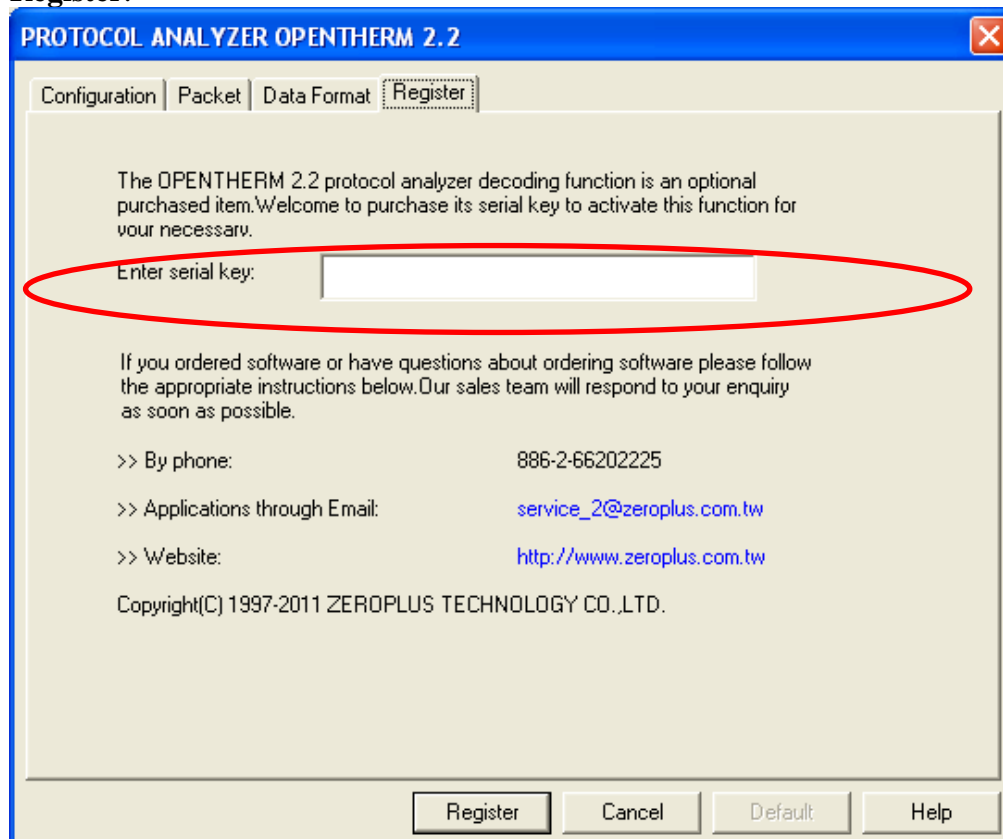 Register:
PROTOCOL ANALYZER OPENTHERM 2.2
Configuration Packet Data Format Register
The OPENTHERM 2.2 protocol analyzer decoding function is an optional
purchased item.Welcome to purchase its serial key to activate this function for
your necessary.
Enter serial key:
If you ordered software or have questions about ordering software please follow
the appropriate instructions below.Our sales team will respond to your enquiry
as soon as possible.
>> By phone: 886-2-66202225
>> Applications through Email: service_2@zeroplus.com.tw
>> Website: http://www.zeroplus.com.tw
Copyright(C) 1997-2011 ZEROPLUS TECHNOLOGY CO.,LTD.
Register Cancel Default Help